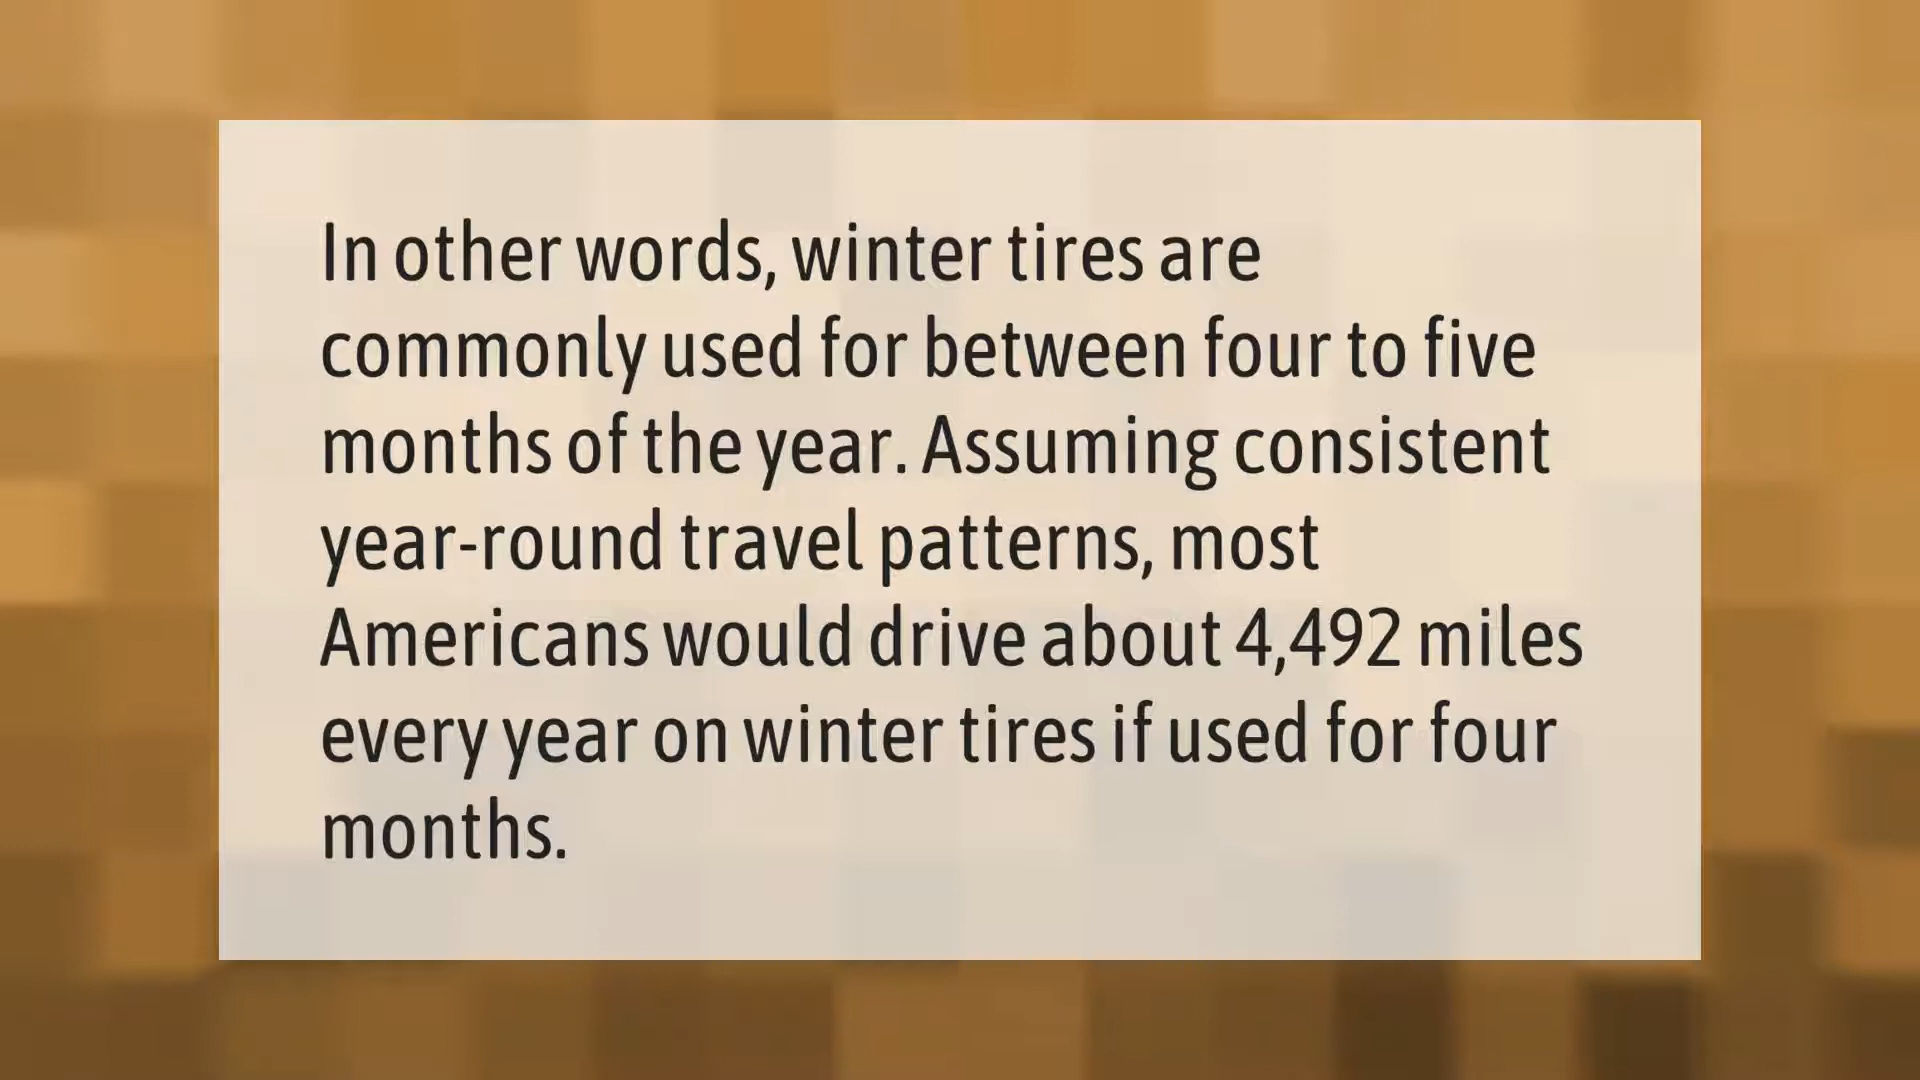 In other words, winter tires are
commonly used for between four to five
months of the year. Assuming consistent
year-round travel patterns, most
Americans would drive about 4,492 miles
every year on winter tires if used for four
months.